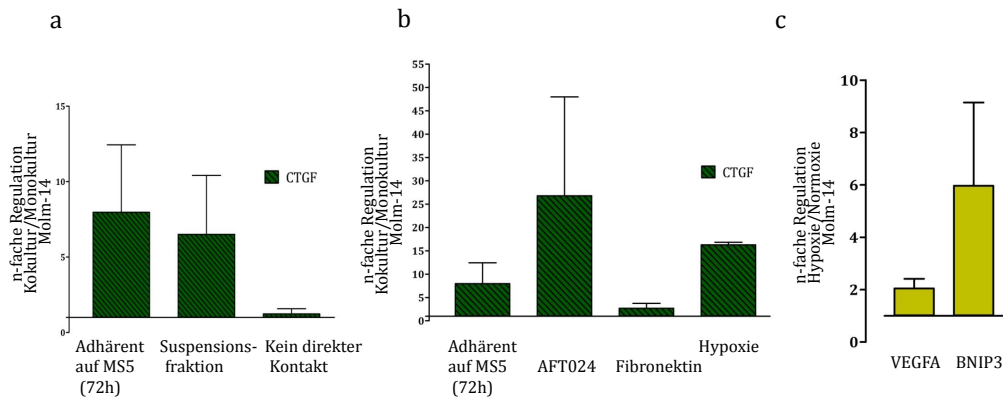 a
n-fache Regulation
Kokultur/Monokultur
Molm-14
15
10
5
0
CTGF
Adhärent
auf MS5
(72h)
Suspensions-
fraktion
Kein direkter
Kontakt
b
n-fache Regulation
Kokultur/Monokultur
Molm-14
55
50
45
40
35
30
25
20
15
10
5
0
CTGF
Adhärent
auf MS5
(72h)
AFT024
Fibronektin
Hypoxie
c
n-fache Regulation
Hypoxie/Normoxie
Molm-14
10
8
6
4
2
0
VEGFA
BNIP3